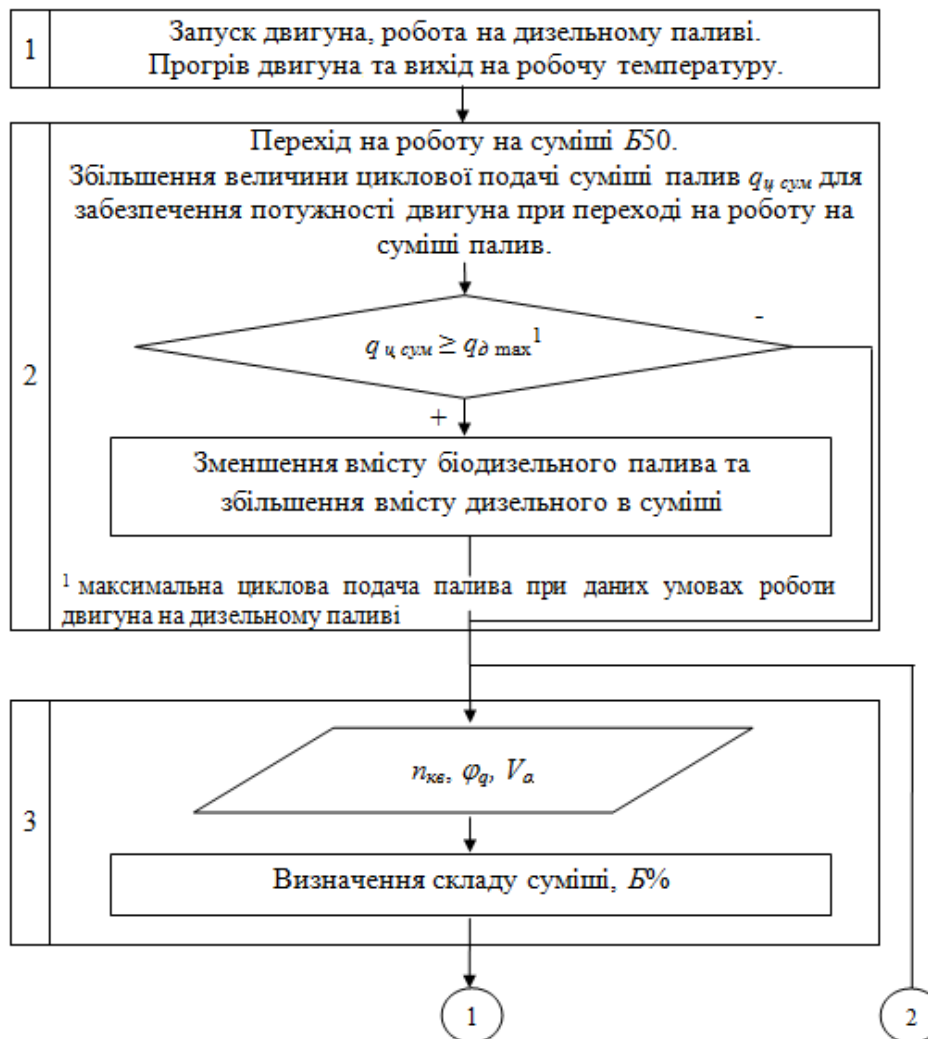 1
Запуск двигуна, робота на дизельному паливі.
Прогрів двигуна та вихід на робочу температуру.
2
Перехід на роботу на суміші Б50.
Збільшення величини циклової подачі суміші палив q ц сум для
забезпечення потужності двигуна при переході на роботу на
суміші палив.
q ц сум ≥ q д max¹
-
+
Зменшення вмісту біодизельного палива та
збільшення вмісту дизельного в суміші
¹ максимальна циклова подача палива при даних умовах роботи
двигуна на дизельному паливі
3
nкв, φq, Va
Визначення складу суміші, Б%
1
2